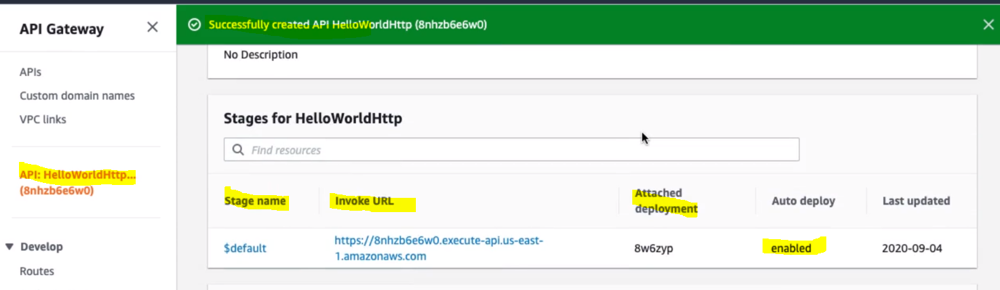 API Gateway
Successfully created API HelloWorldHttp (8nhzb6e6w0)
No Description
APIs
Custom domain names
VPC links
API: HelloWorldHttp...
(8nhzb6e6w0)
Develop
Routes
Stages for HelloWorldHttp
Find resources
Stage name
Invoke URL
Attached
deployment
Auto deploy
Last updated
$default
https://8nhzb6e6w0.execute-api.us-east-
1.amazonaws.com
8w6zyp
enabled
2020-09-04